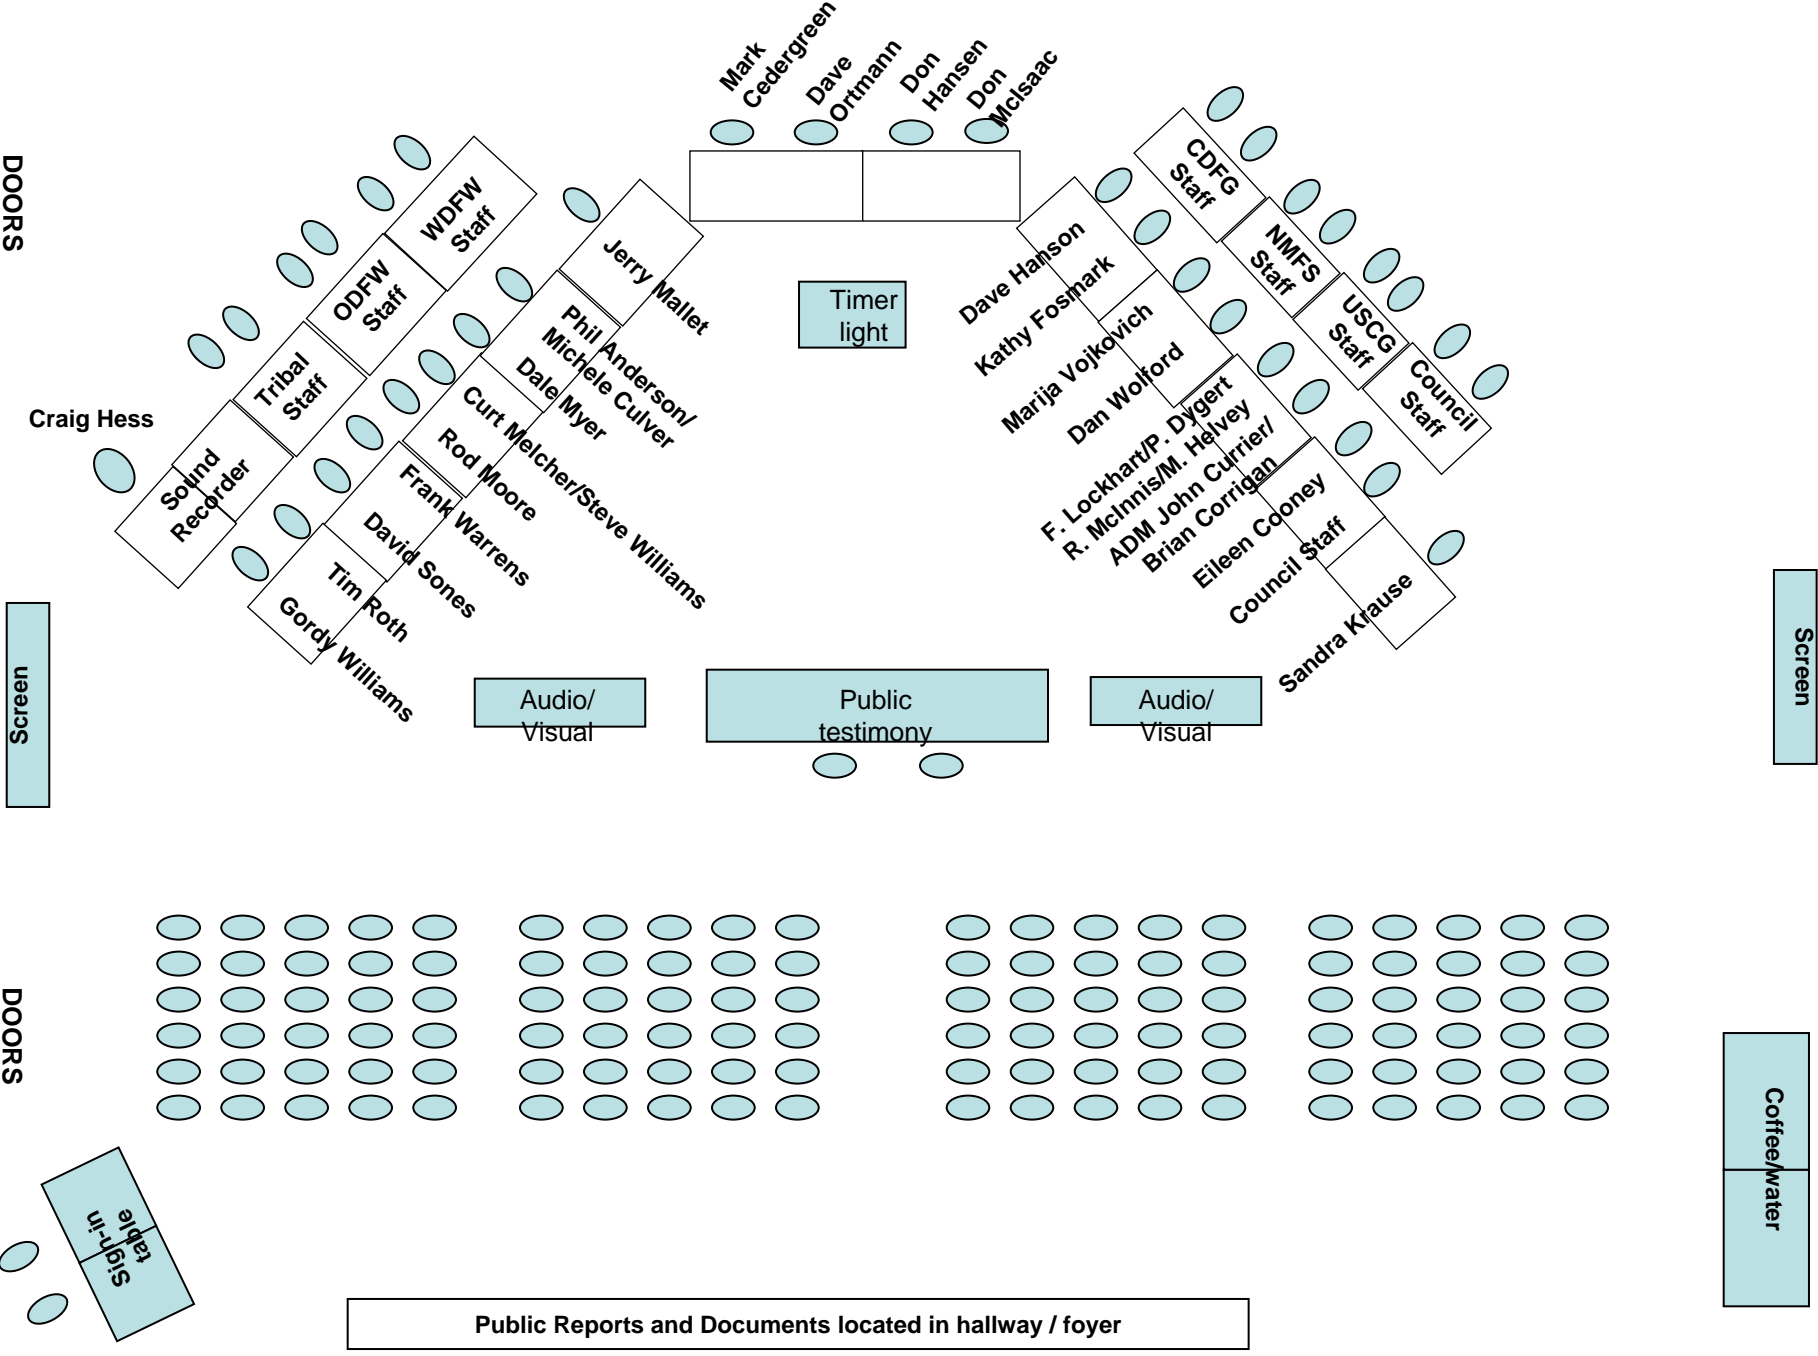 Mark
Cedergreen
Dave
Ortmann
Don
Hansen
Don
McIsaac
DOORS
WDFW
Staff
ODFW
Staff
Tribal
Staff
Sound
Recorder
Craig Hess
Jerry Mallet
Phil Anderson/
Michele Culver
Dale Myer
Curt Melcher/Steve Williams
Rod Moore
Frank Warrens
David Sones
Tim Roth
Gordy Williams
Timer
light
Dave Hanson
Kathy Fosmark
Marija Vojkovich
Dan Wolford
F. Lockhart/P. Dygert
R. McInnis/M. Helvey
ADM John Currier/
Brian Corrigan
Eileen Cooney
Council Staff
Sandra Krause
CDFG
Staff
NMFS
Staff
USCG
Staff
Council
Staff
Screen
Audio/
Visual
Public
testimony
Audio/
Visual
Screen
DOORS
Coffee/water
Sign-in
table
Public Reports and Documents located in hallway / foyer